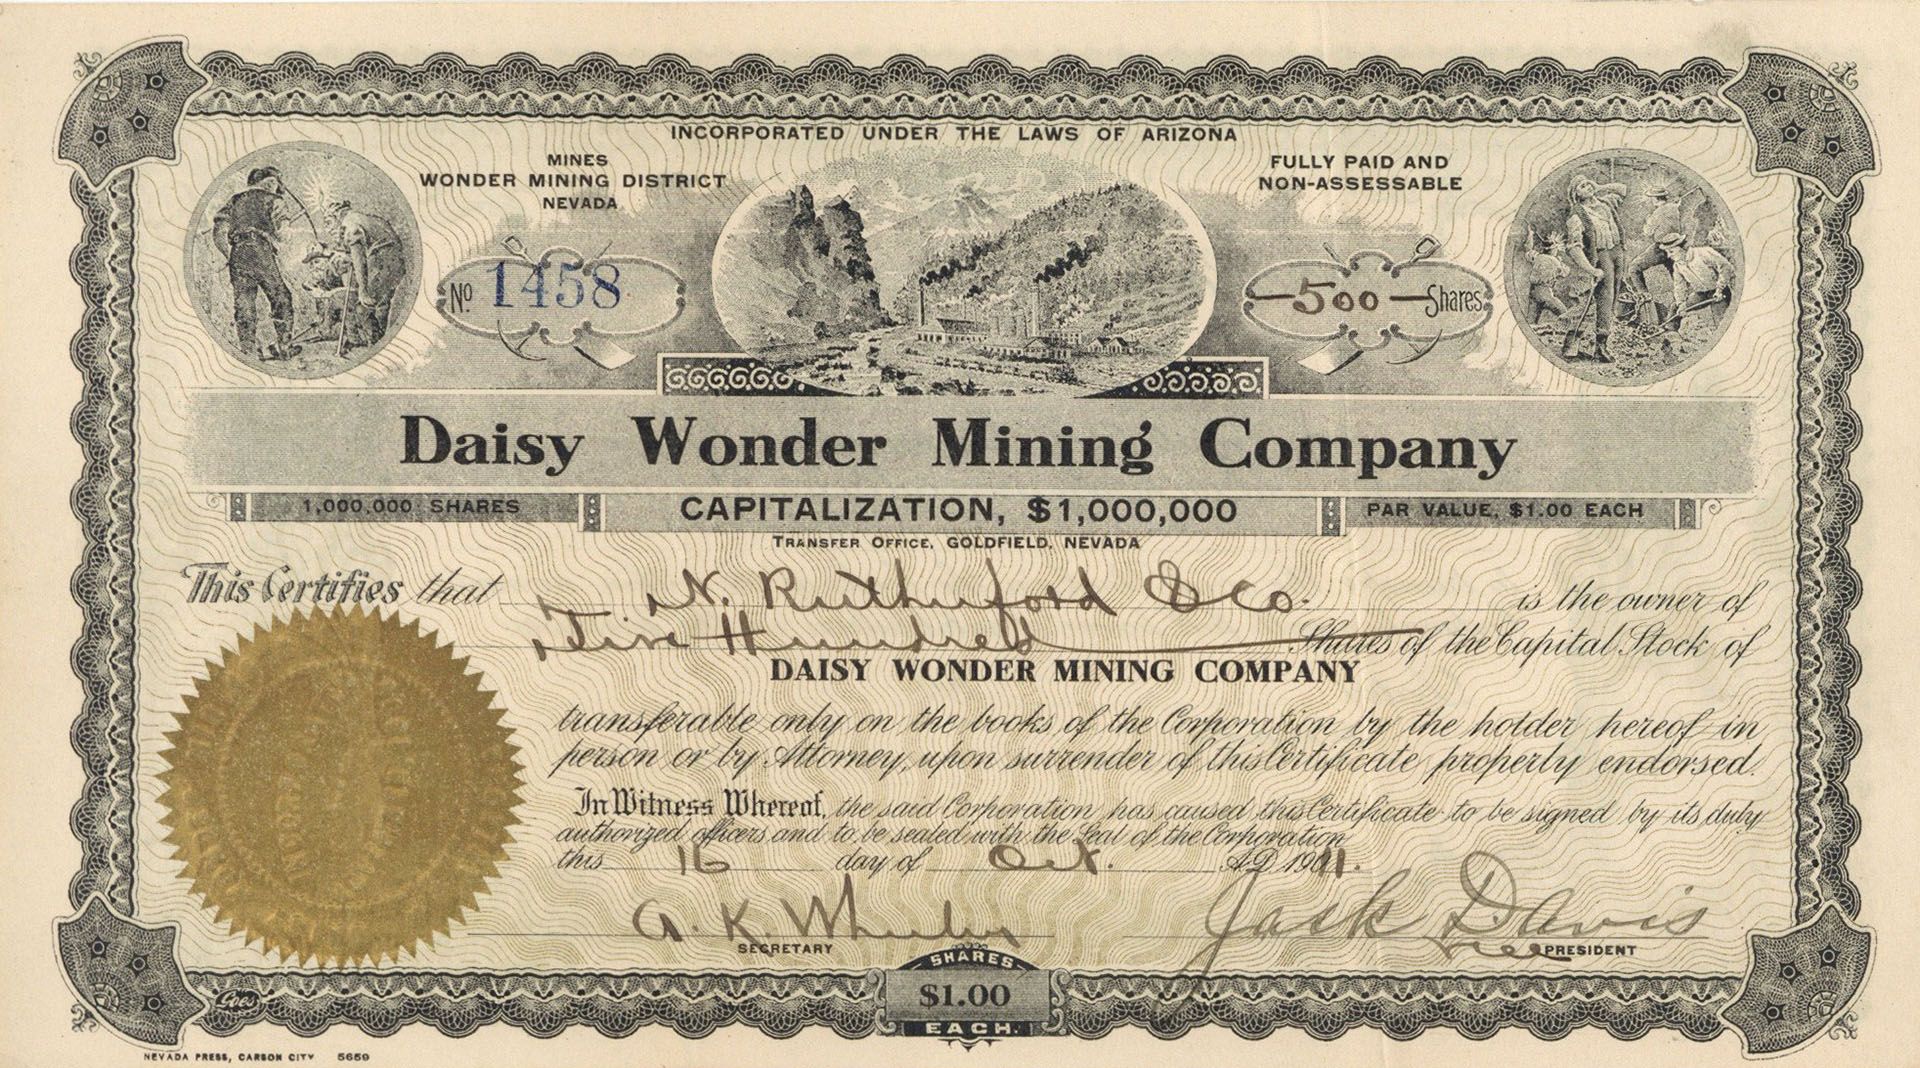 INCORPORATED UNDER THE LAWS OF ARIZONA
MINES
WONDER MINING DISTRICT
NEVADA
FULLY PAID AND
NON-ASSESSABLE
No 1458
500 Shares
Daisy Wonder Mining Company
1,000,000 SHARES
CAPITALIZATION, $1,000,000
PAR VALUE, $1.00 EACH
TRANSFER OFFICE, GOLDFIELD, NEVADA
This Certifies that N. Rutherford & Co. is the owner of
Five Hundred Shares of the Capital Stock of
DAISY WONDER MINING COMPANY
transferable only on the books of the Corporation by the holder hereof in
person or by Attorney, upon surrender of this Certificate properly endorsed.
In Witness Whereof, the said Corporation has caused this Certificate to be signed by its duly
authorized officers and to be sealed with the Seal of the Corporation
this 16 day of Oct. A.D. 1911.
A. K. Wheeler
SECRETARY
Jack Davis
Vice PRESIDENT
SHARES
$1.00
EACH.
Goes
NEVADA PRESS, CARSON CITY 5659